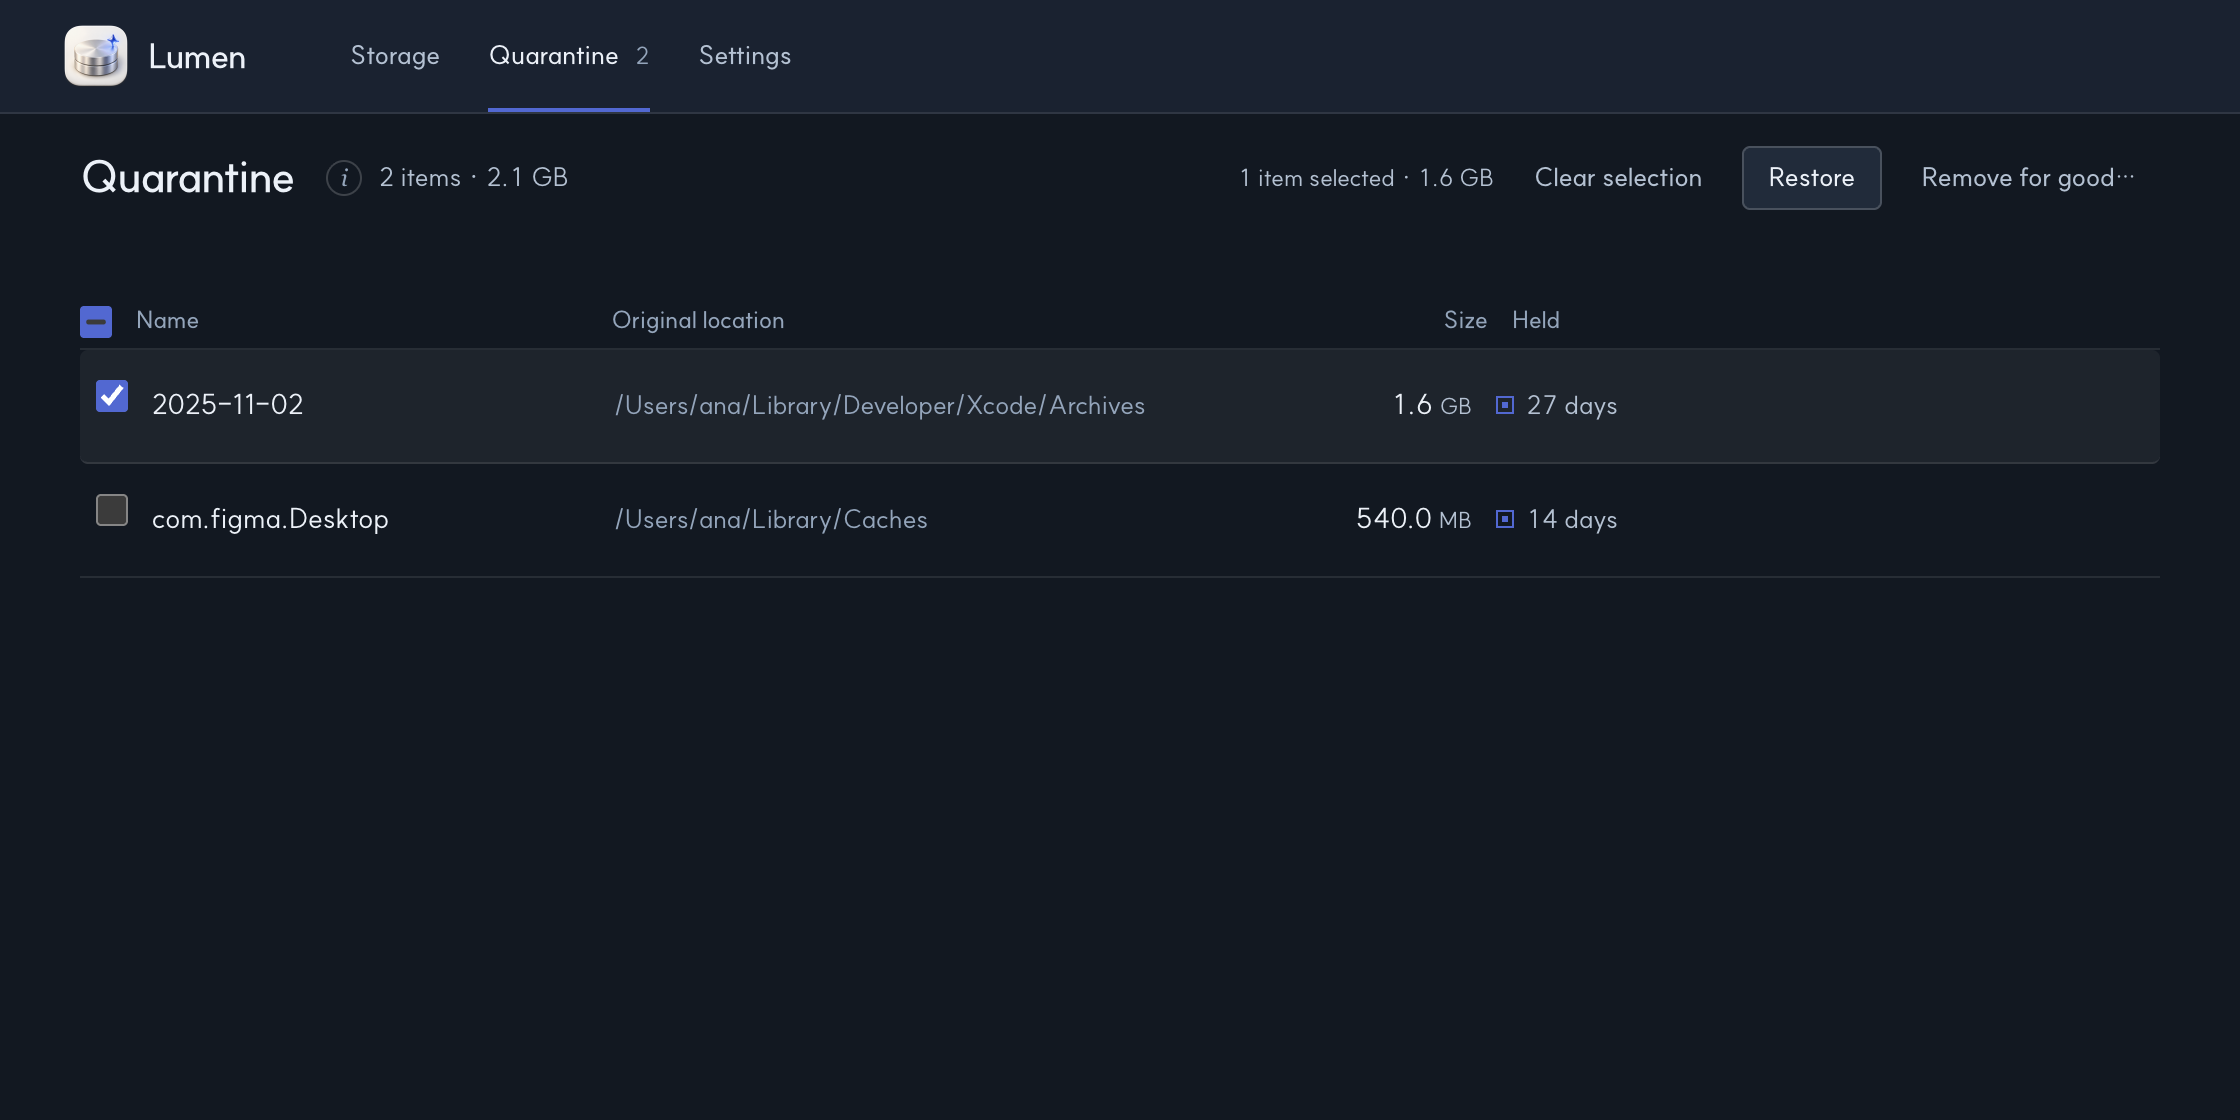 Lumen Storage Quarantine 2 Settings
Quarantine i 2 items · 2.1 GB 1 item selected · 1.6 GB Clear selection Restore Remove for good…
Name Original location Size Held
2025-11-02 /Users/ana/Library/Developer/Xcode/Archives 1.6 GB 27 days
com.figma.Desktop /Users/ana/Library/Caches 540.0 MB 14 days